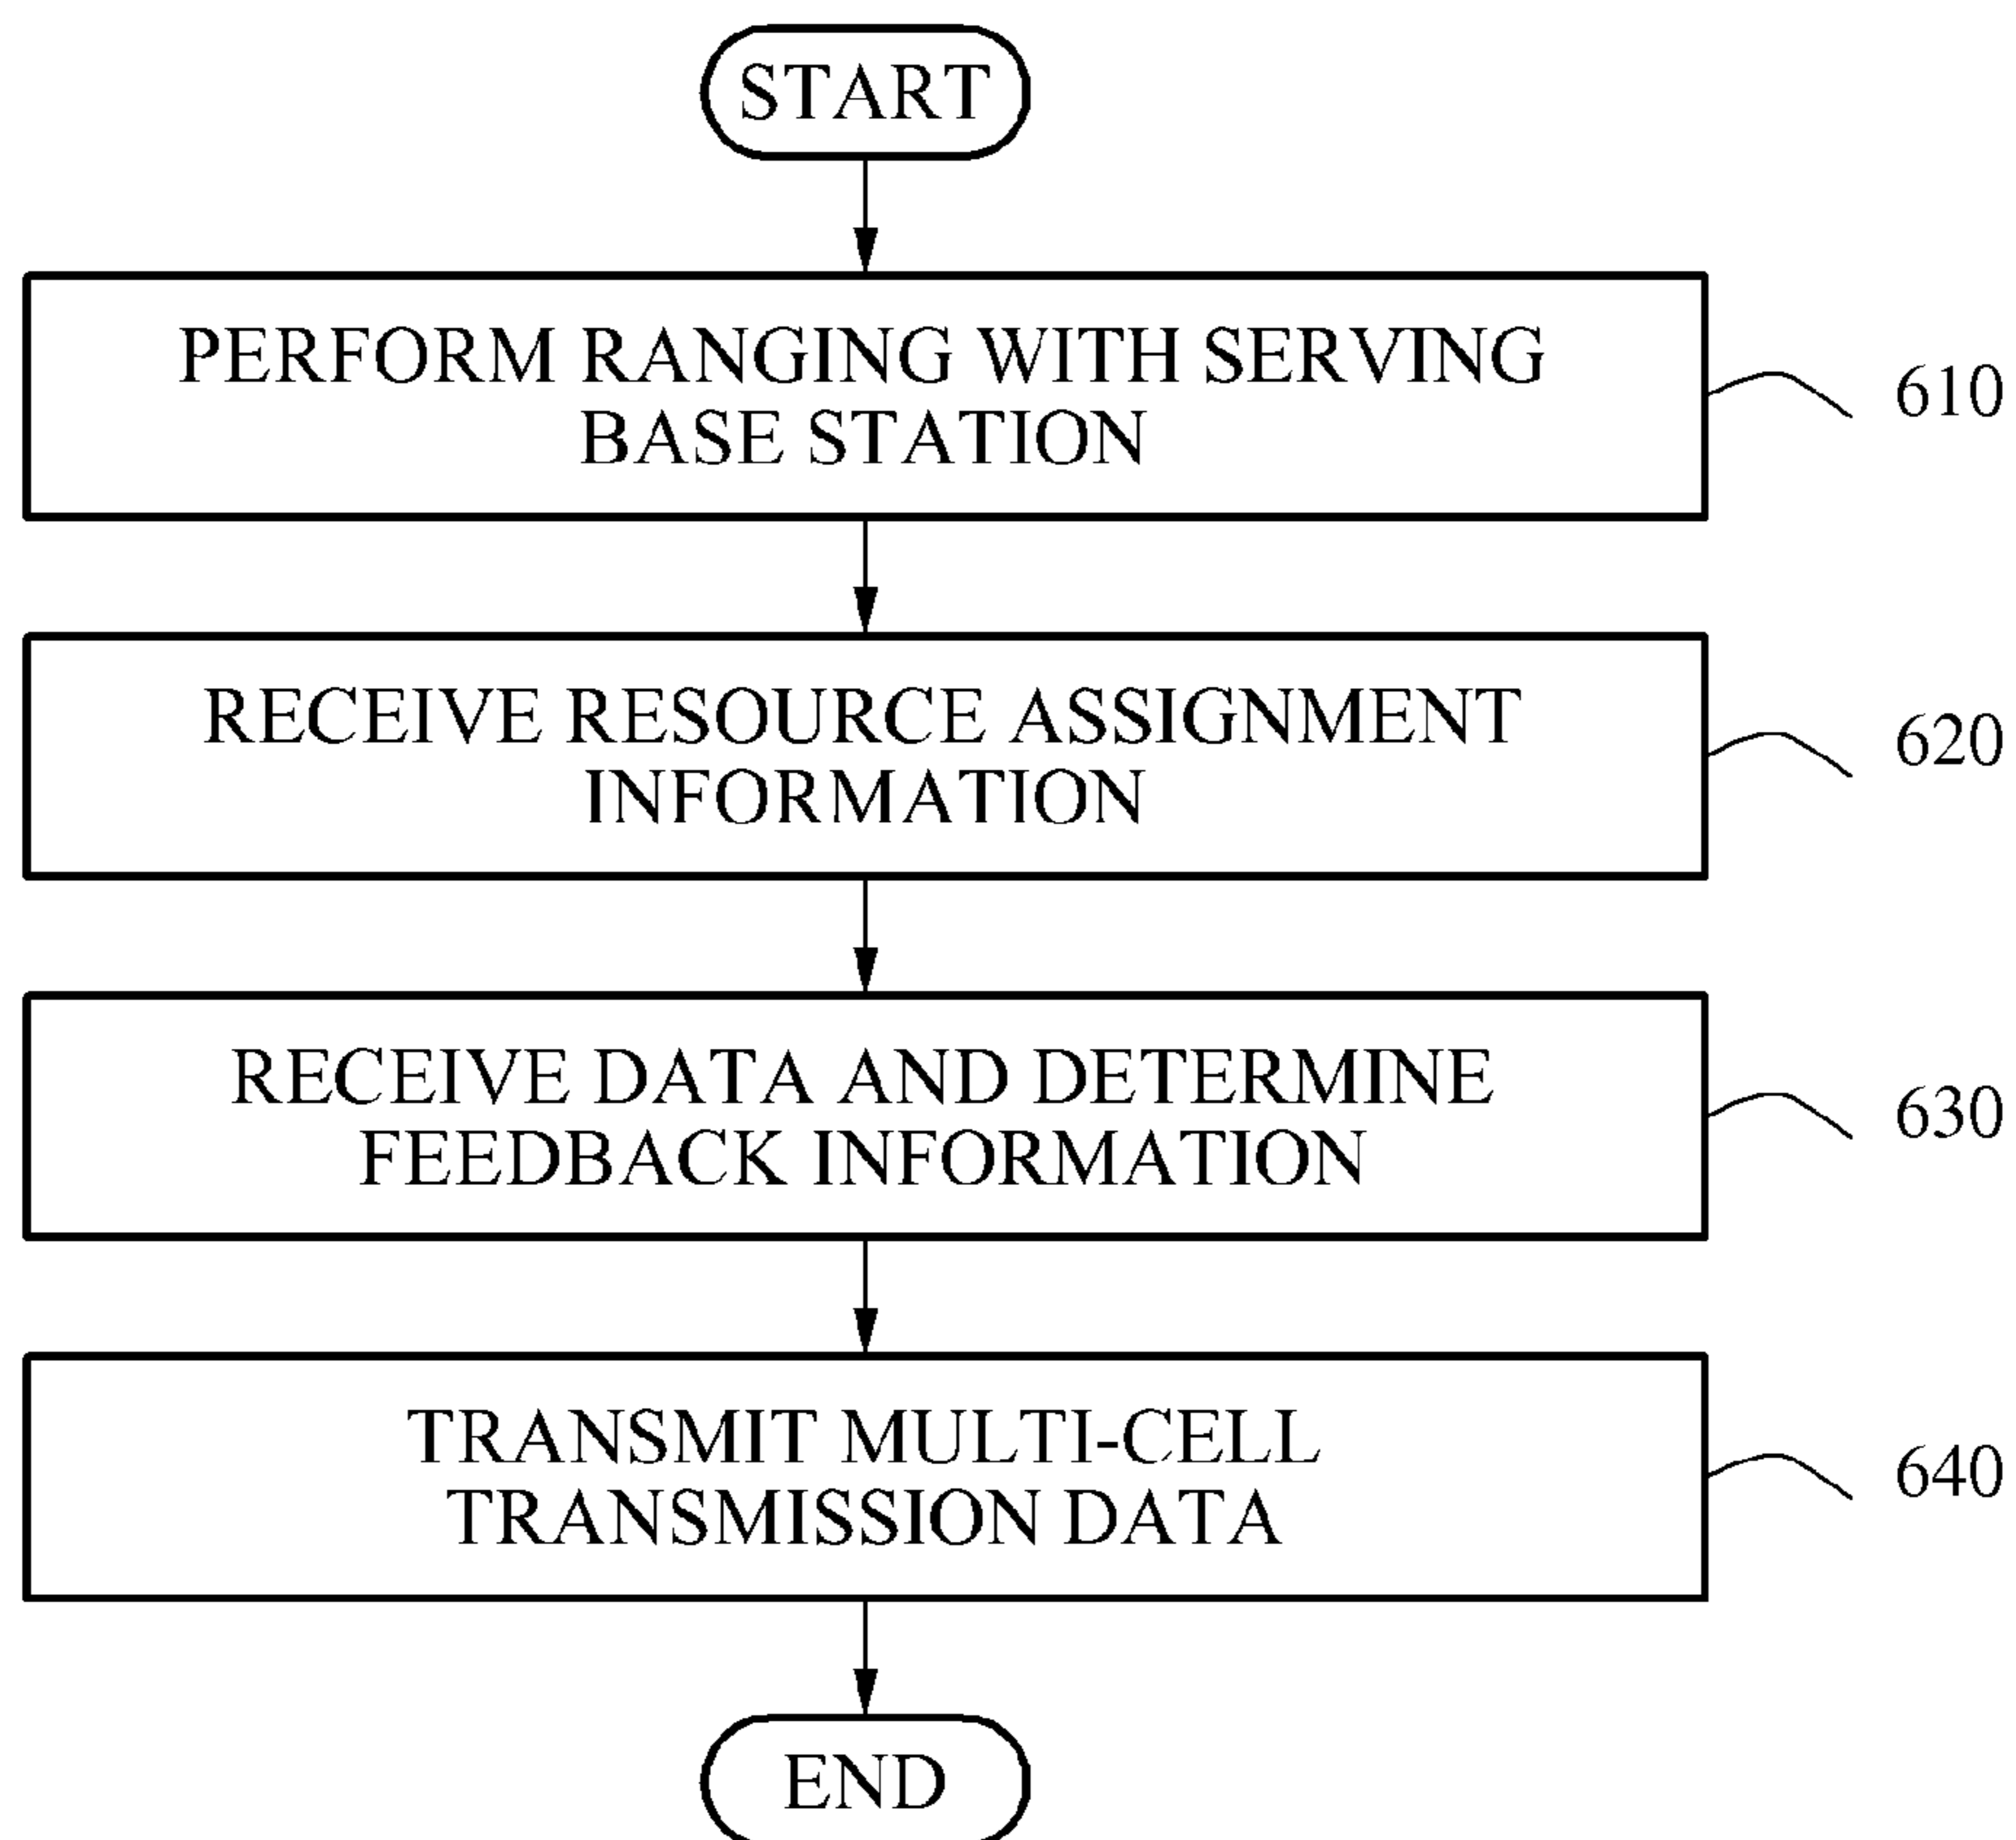 START
PERFORM RANGING WITH SERVING
BASE STATION
610
RECEIVE RESOURCE ASSIGNMENT
INFORMATION
620
RECEIVE DATA AND DETERMINE
FEEDBACK INFORMATION
630
TRANSMIT MULTI-CELL
TRANSMISSION DATA
640
END